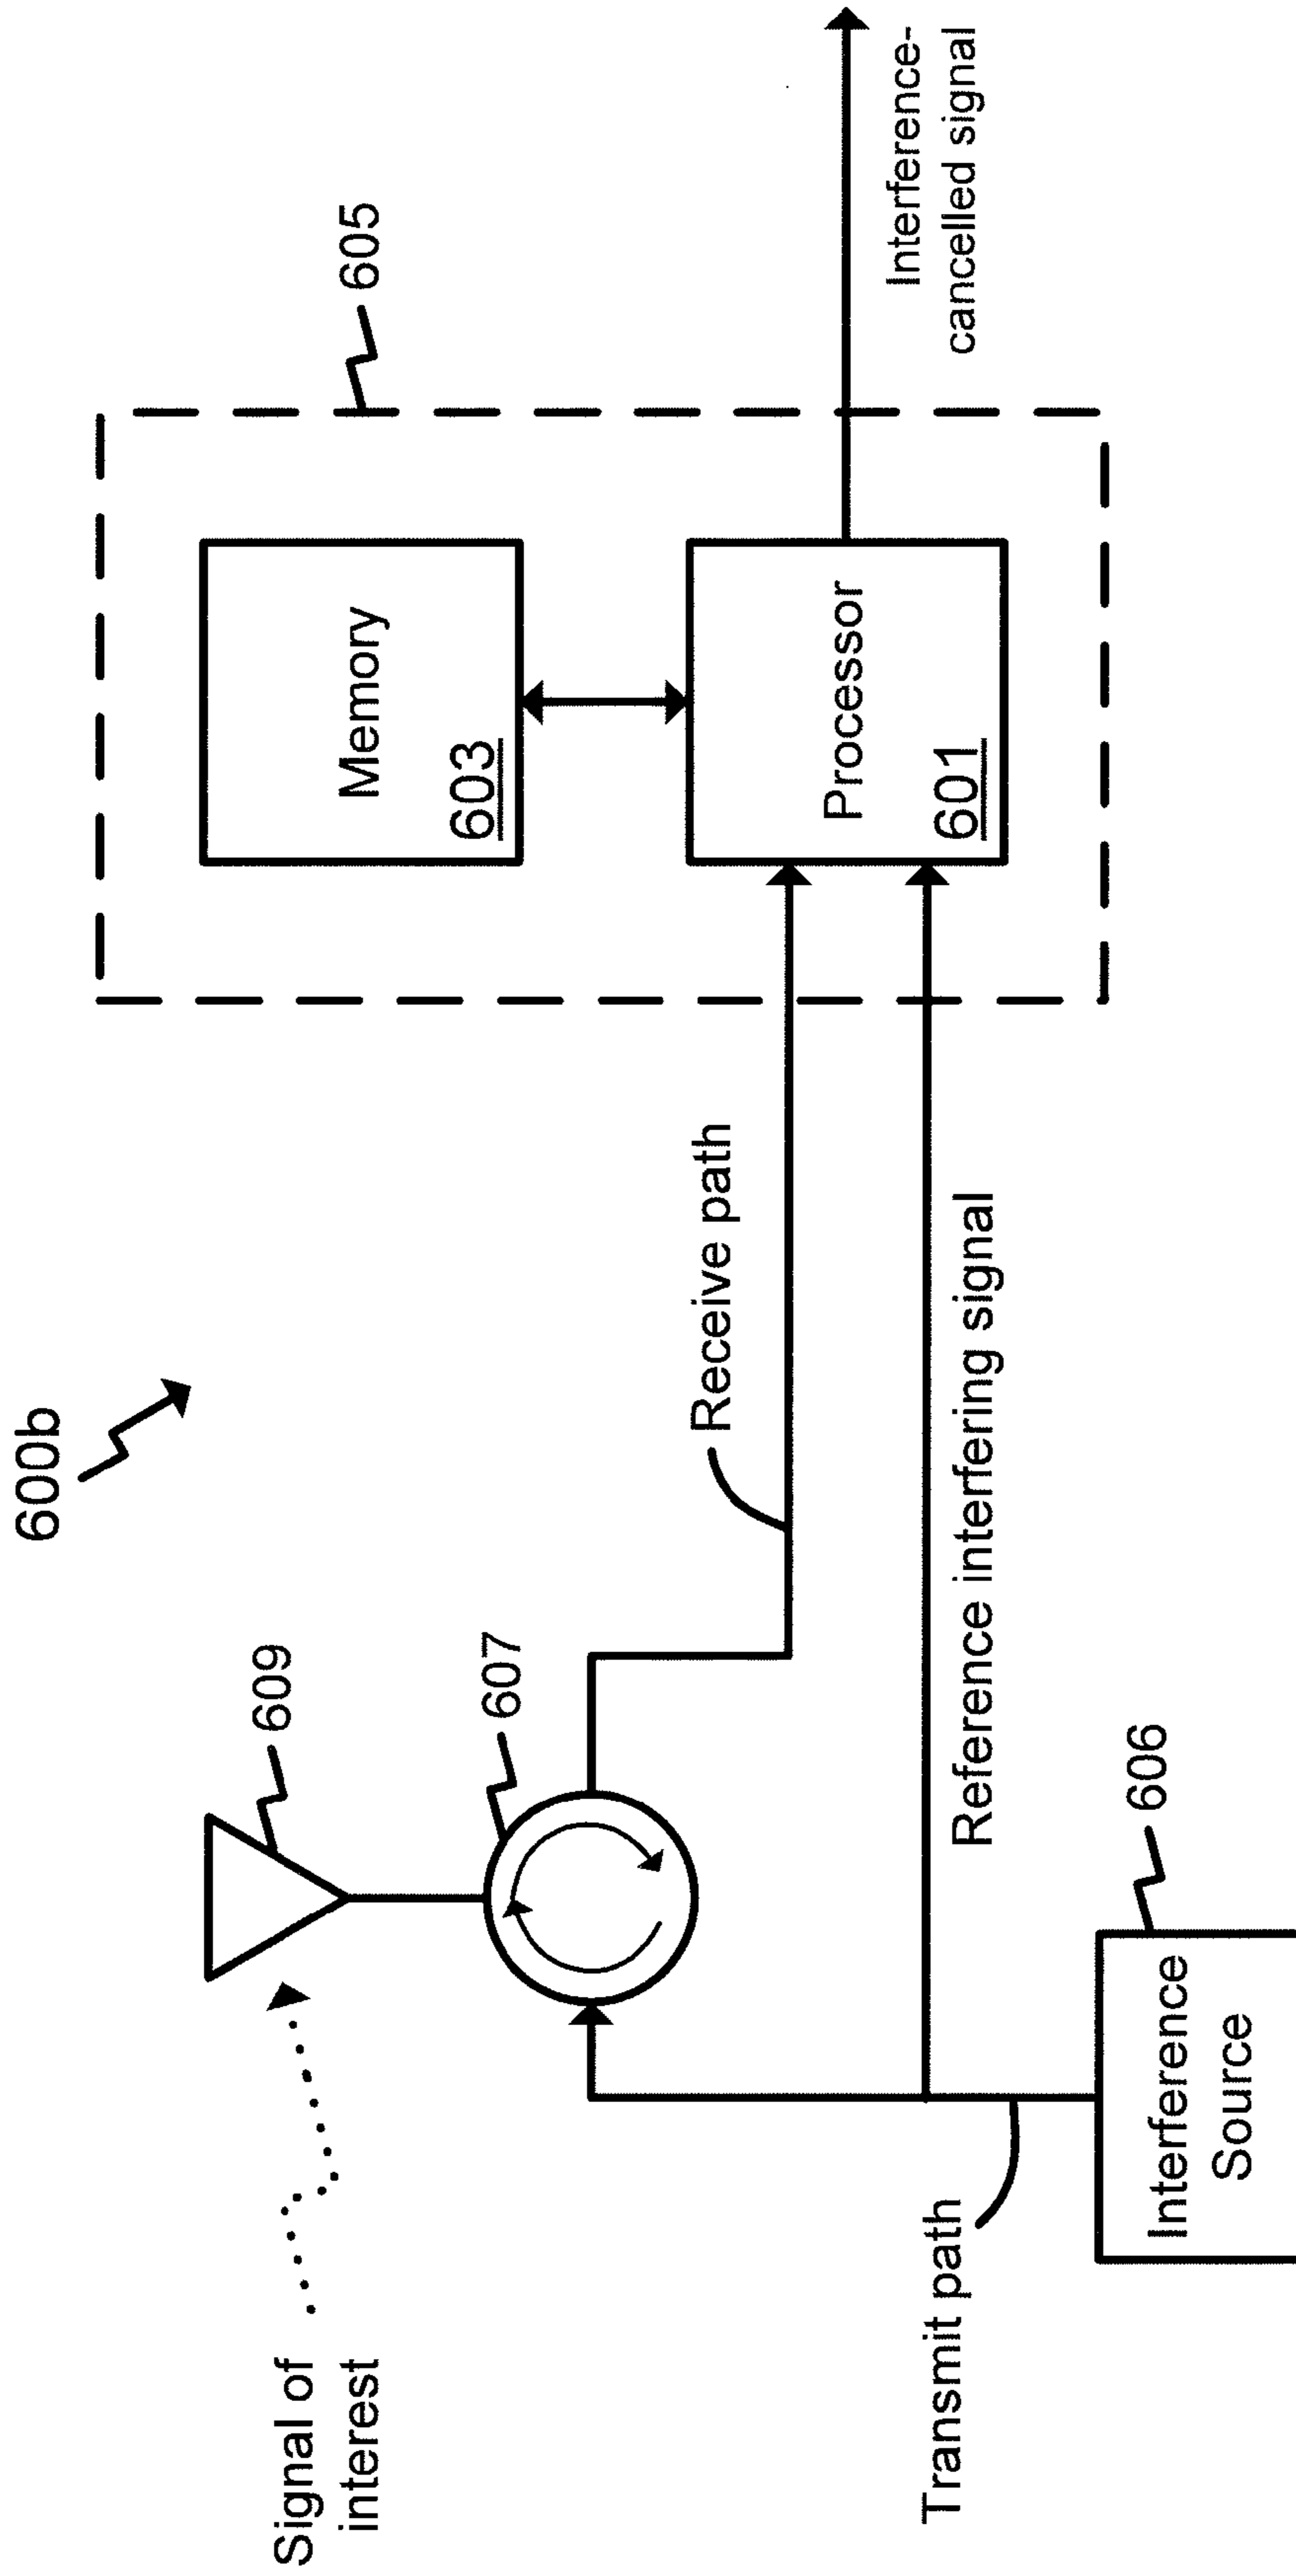 600b
Signal of
interest
609
607
Receive path
605
Memory
603
Processor
601
Interference-
cancelled signal
Transmit path
Reference interfering signal
606
Interference
Source